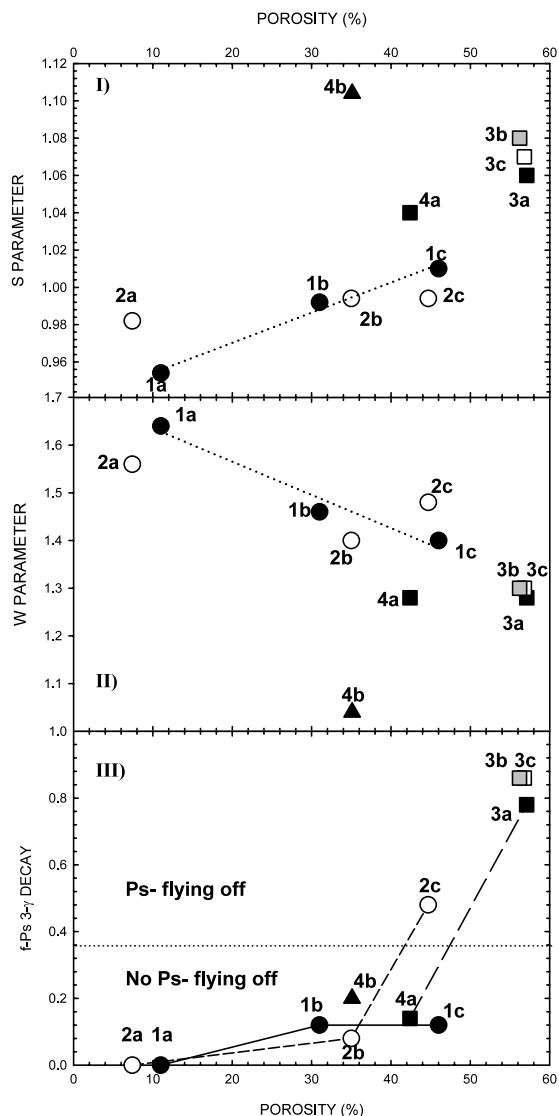 POROSITY (%)
0 10 20 30 40 50 60
I)
S PARAMETER
1.12
1.10
1.08
1.06
1.04
1.02
1.00
0.98
0.96
4b
3b
3c
3a
4a
1c
1b
2a
2b
2c
1a
II)
W PARAMETER
1.7
1.6
1.5
1.4
1.3
1.2
1.1
1.0
1a
2a
2c
1b
2b
1c
3b 3c
4a
3a
4b
III)
f-Ps 3-γ DECAY
0.8
0.6
0.4
0.2
0.0
3b 3c
3a
Ps- flying off
2c
No Ps- flying off
4b
1b
4a
1c
2a 1a
2b
0 10 20 30 40 50 60
POROSITY (%)